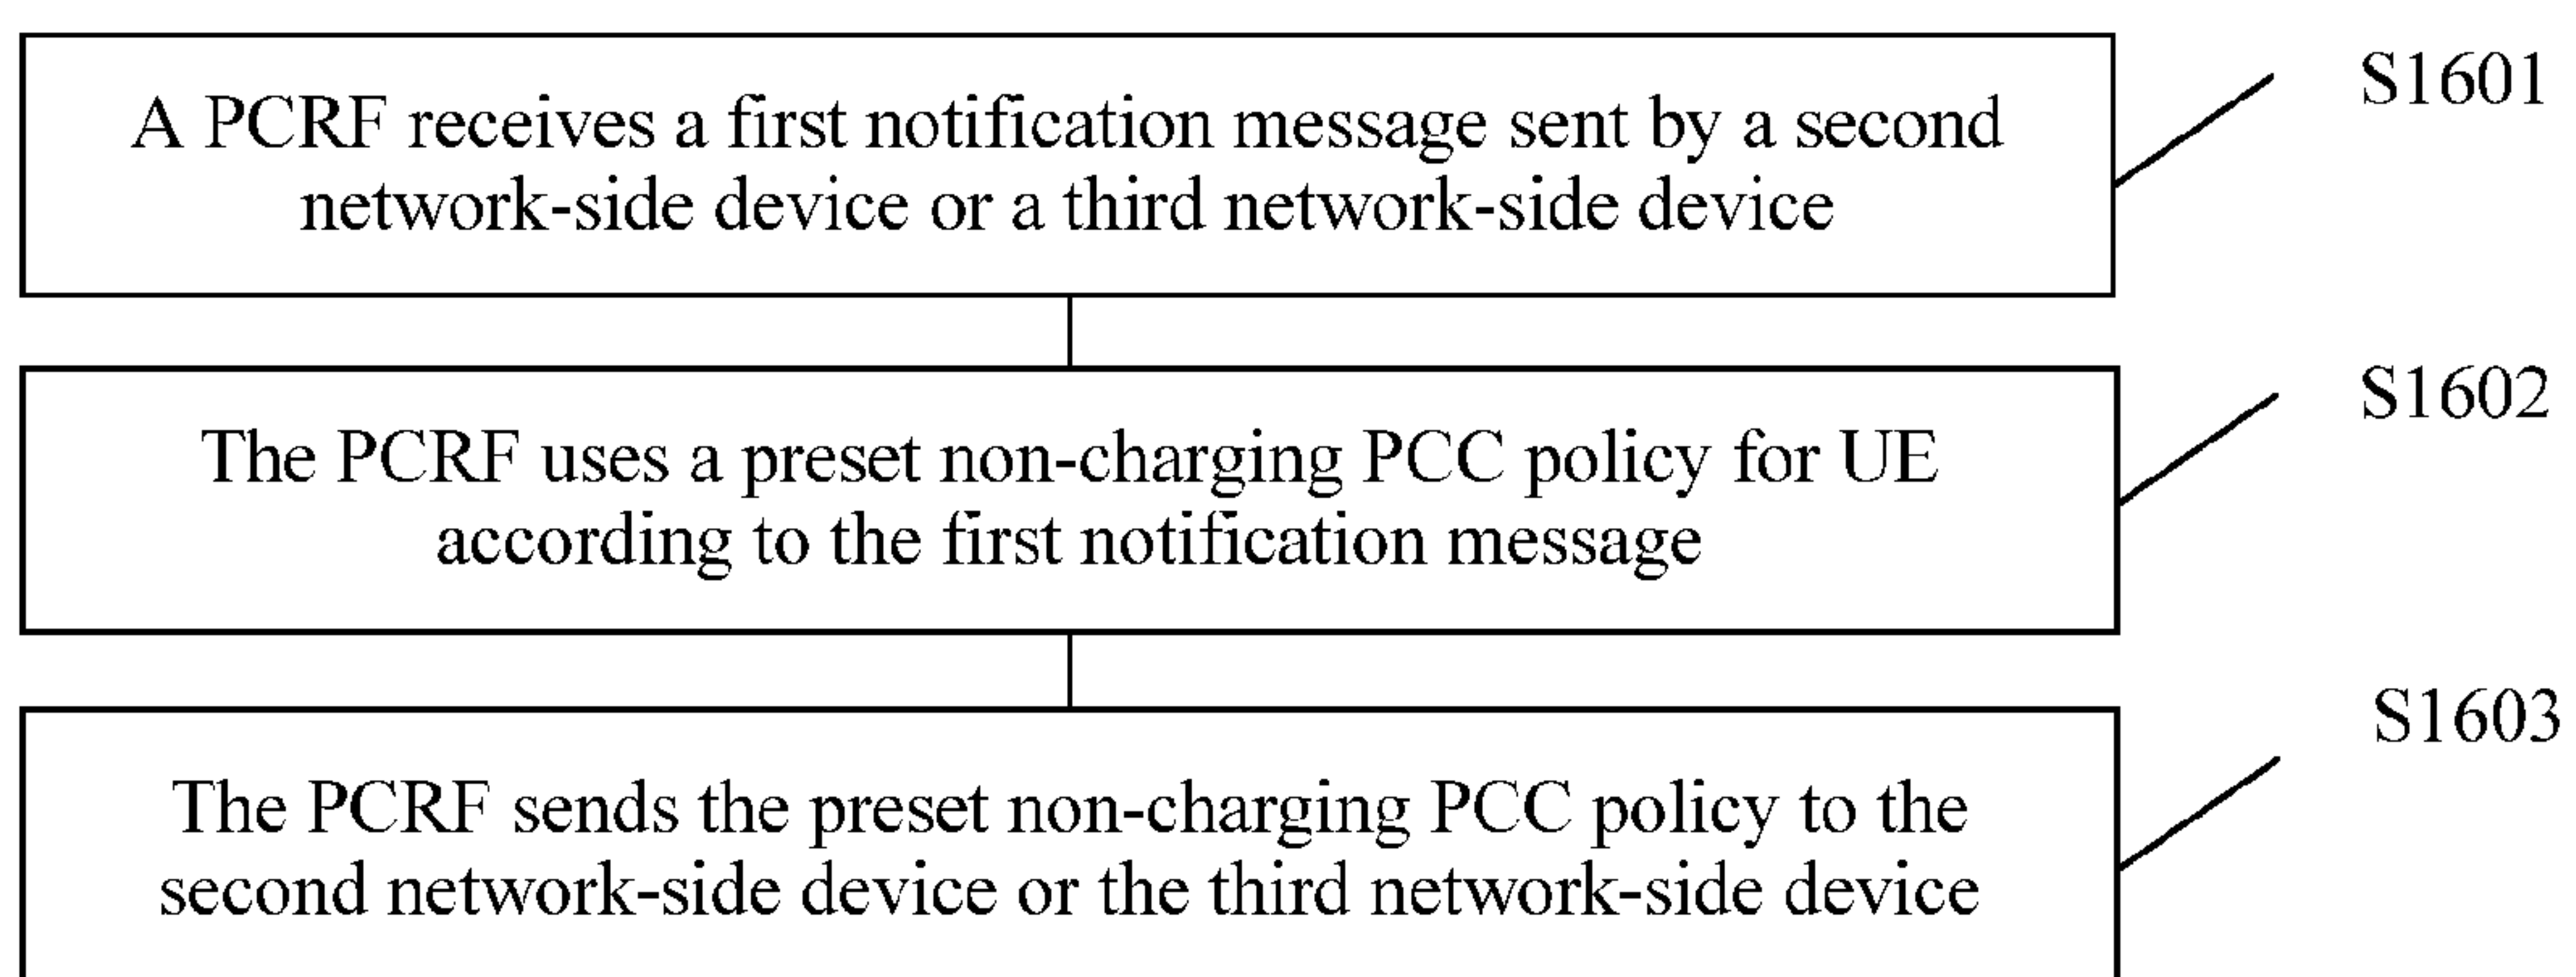 A PCRF receives a first notification message sent by a second
network-side device or a third network-side device
S1601
The PCRF uses a preset non-charging PCC policy for UE
according to the first notification message
S1602
The PCRF sends the preset non-charging PCC policy to the
second network-side device or the third network-side device
S1603